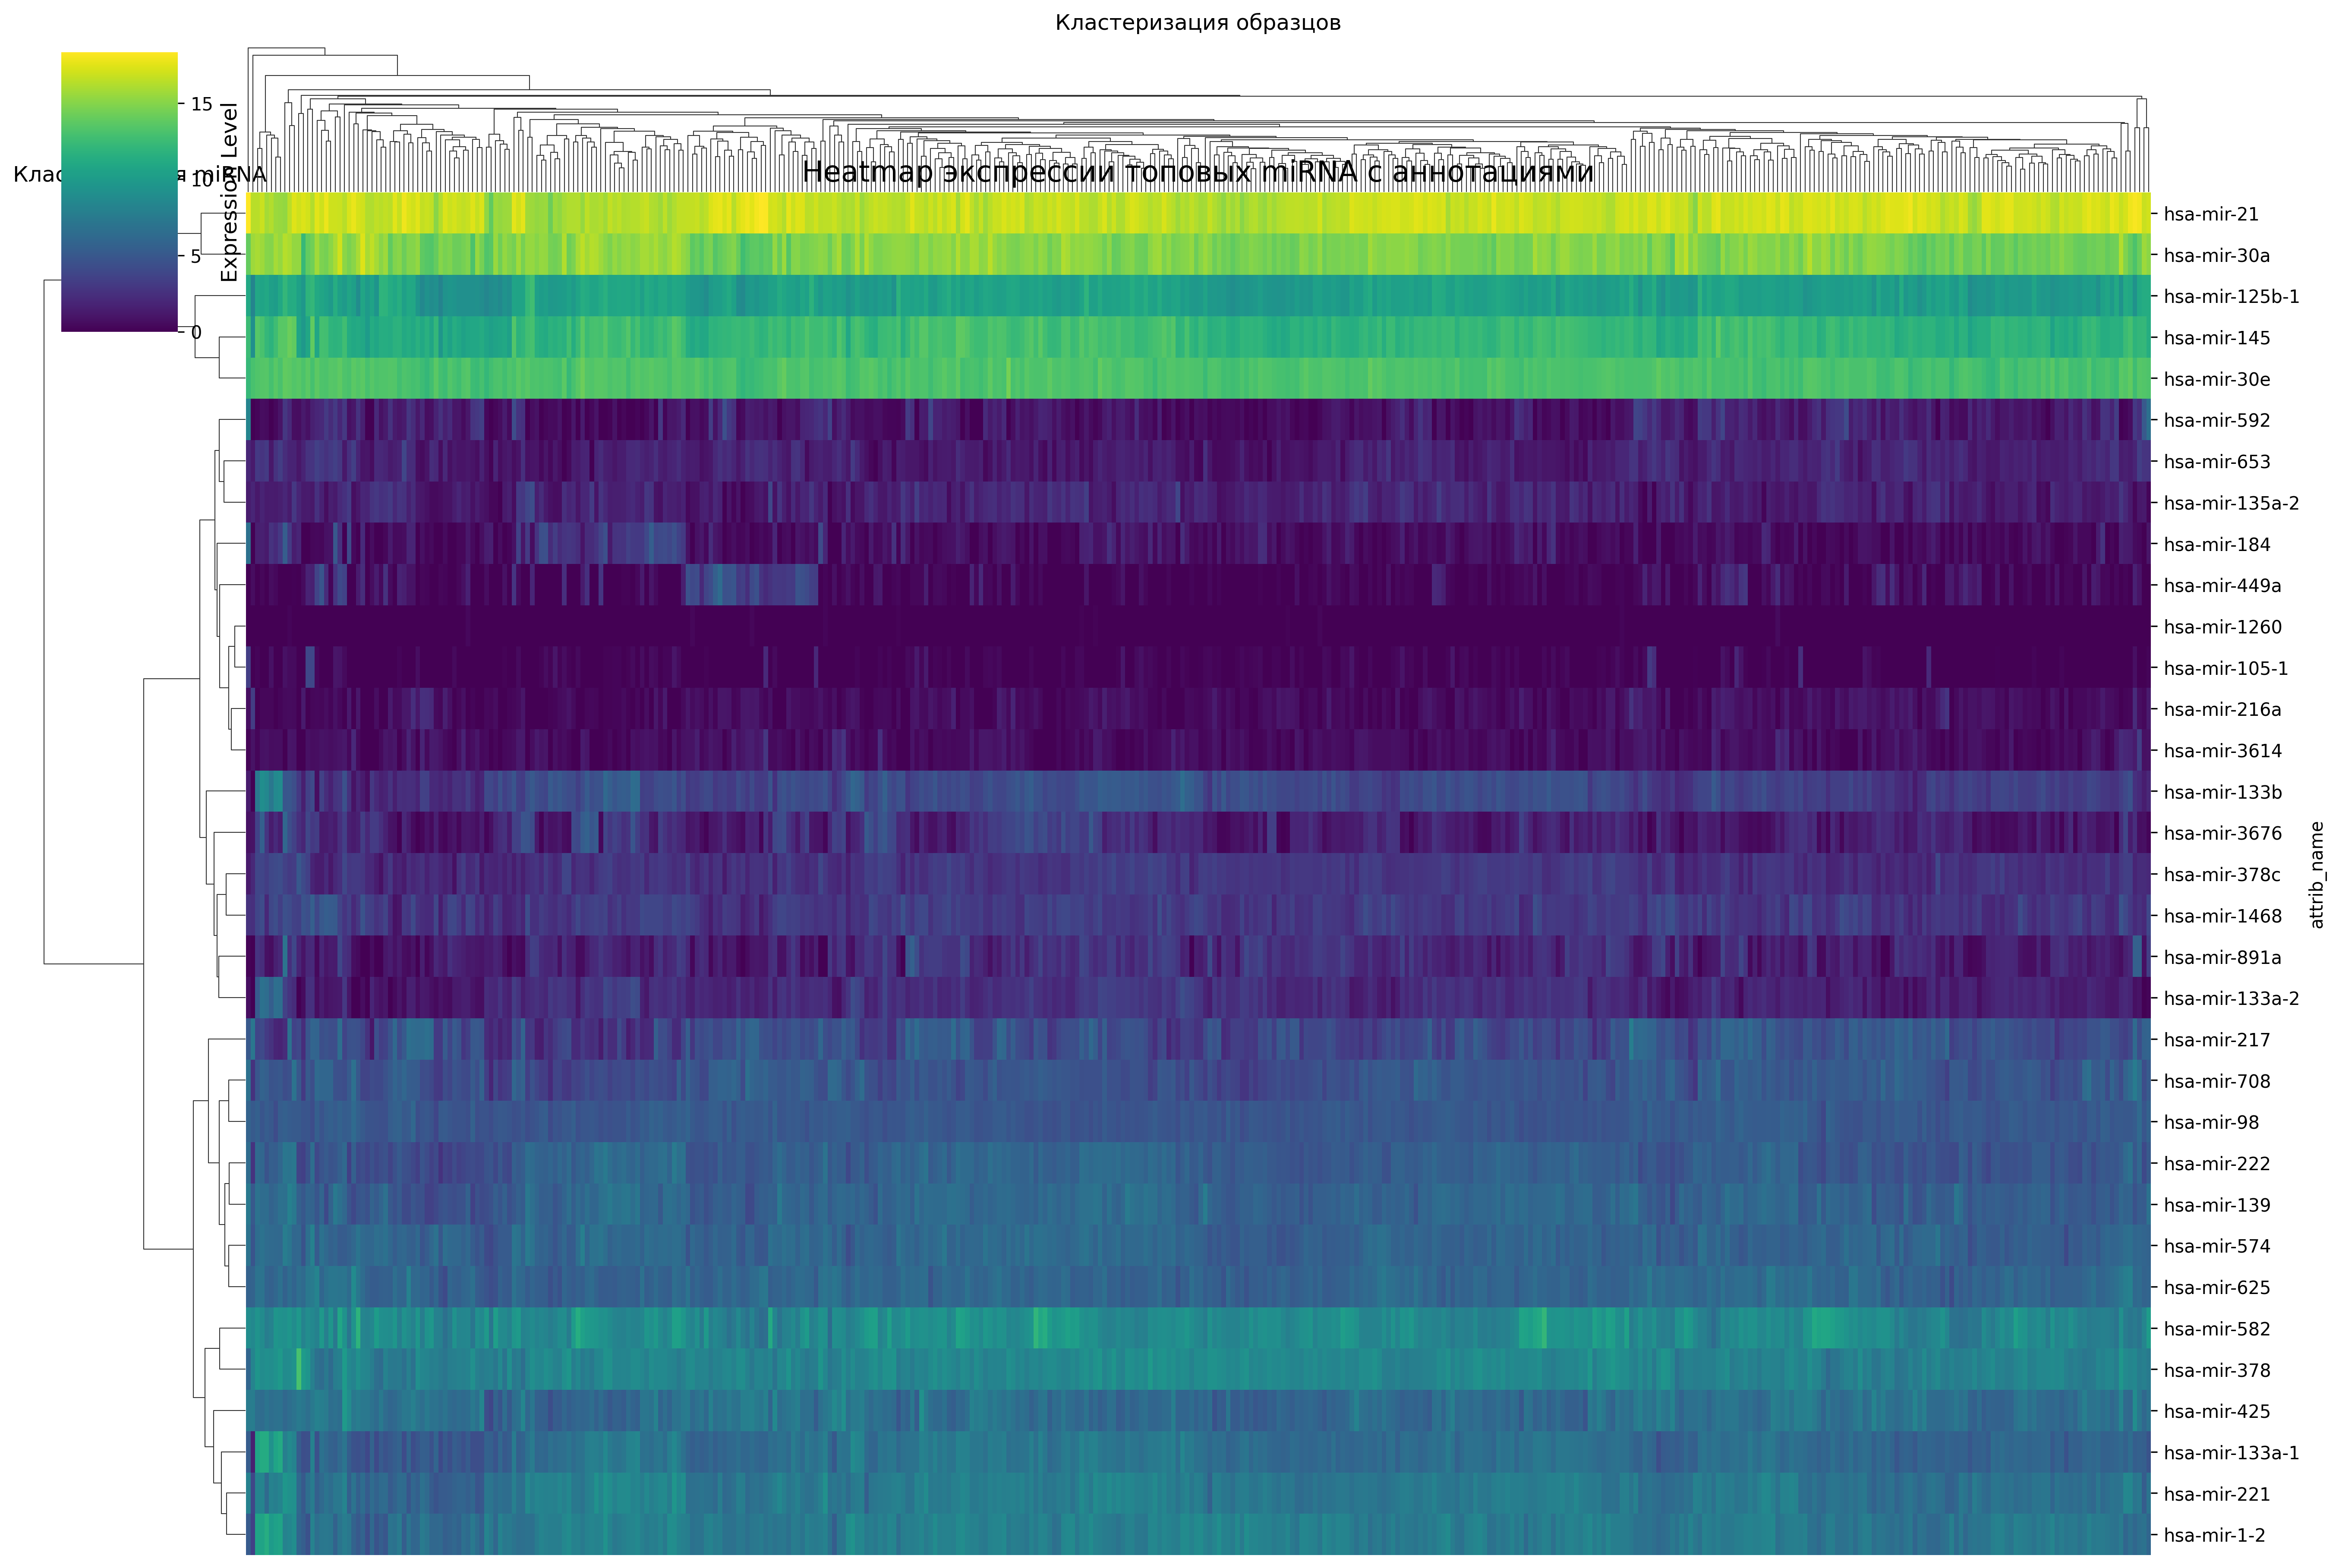 Кластеризация образцов
15
10
5
0
Expression Level
Клас я miRNA
Heatmap экспрессии топовых miRNA с аннотациями
hsa-mir-21
hsa-mir-30a
hsa-mir-125b-1
hsa-mir-145
hsa-mir-30e
hsa-mir-592
hsa-mir-653
hsa-mir-135a-2
hsa-mir-184
hsa-mir-449a
hsa-mir-1260
hsa-mir-105-1
hsa-mir-216a
hsa-mir-3614
hsa-mir-133b
hsa-mir-3676
hsa-mir-378c
hsa-mir-1468
hsa-mir-891a
hsa-mir-133a-2
hsa-mir-217
hsa-mir-708
hsa-mir-98
hsa-mir-222
hsa-mir-139
hsa-mir-574
hsa-mir-625
hsa-mir-582
hsa-mir-378
hsa-mir-425
hsa-mir-133a-1
hsa-mir-221
hsa-mir-1-2
attrib_name